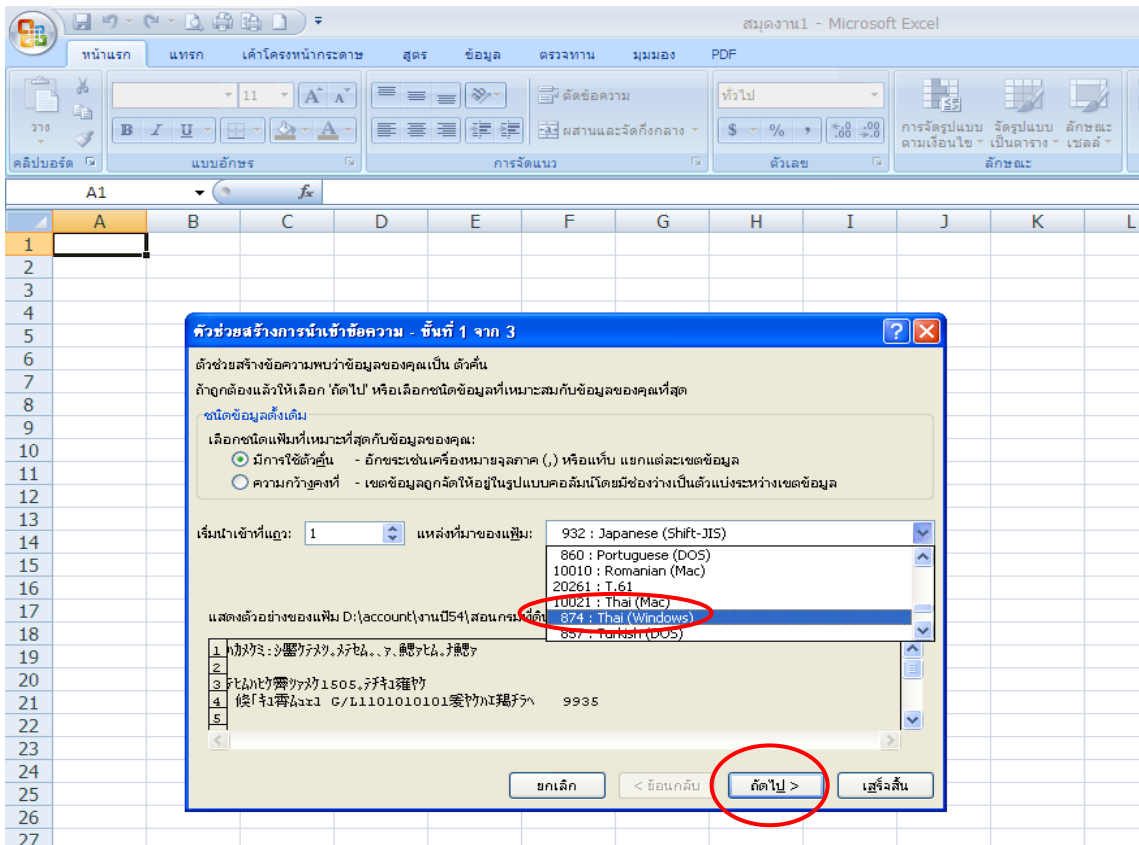 สมุดงาน1 - Microsoft Excel
หน้าแรก แทรก เค้าโครงหน้ากระดาษ สูตร ข้อมูล ตรวจทาน มุมมอง PDF
11 A A ตัดข้อความ ทั่วไป
วาง B I U A ผสานและจัดกึ่งกลาง $ % , .0 .00 .00 .0
การจัดรูปแบบ จัดรูปแบบ ลักษณะ
ตามเงื่อนไข เป็นตาราง เซลล์
คลิปบอร์ด แบบอักษร การจัดแนว ตัวเลข ลักษณะ
A1 fx
A B C D E F G H I J K L
1
2
3
4
5
6
7
8
9
10
11
12
13
14
15
16
17
18
19
20
21
22
23
24
25
26
27
ตัวช่วยสร้างการนำเข้าข้อความ - ขั้นที่ 1 จาก 3
ตัวช่วยสร้างข้อความพบว่าข้อมูลของคุณเป็น ตัวคั่น
ถ้าถูกต้องแล้วให้เลือก 'ถัดไป' หรือเลือกชนิดข้อมูลที่เหมาะสมกับข้อมูลของคุณที่สุด
ชนิดข้อมูลดั้งเดิม
เลือกชนิดแฟ้มที่เหมาะที่สุดกับข้อมูลของคุณ:
มีการใช้ตัวคั่น - อักขระเช่นเครื่องหมายจุลภาค (,) หรือแท็บ แยกแต่ละเขตข้อมูล
ความกว้างคงที่ - เขตข้อมูลถูกจัดให้อยู่ในรูปแบบคอลัมน์โดยมีช่องว่างเป็นตัวแบ่งระหว่างเขตข้อมูล
เริ่มนำเข้าที่แถว: 1 แหล่งที่มาของแฟ้ม: 932 : Japanese (Shift-JIS)
860 : Portuguese (DOS)
10010 : Romanian (Mac)
20261 : T.61
10021 : Thai (Mac)
874 : Thai (Windows)
857 : Turkish (DOS)
แสดงตัวอย่างของแฟ้ม D:\account\งานปี54\สอนกรมที่ดิน
1
2
3 1505
4 G/L1101010101 9935
5
ยกเลิก < ย้อนกลับ ถัดไป > เสร็จสิ้น